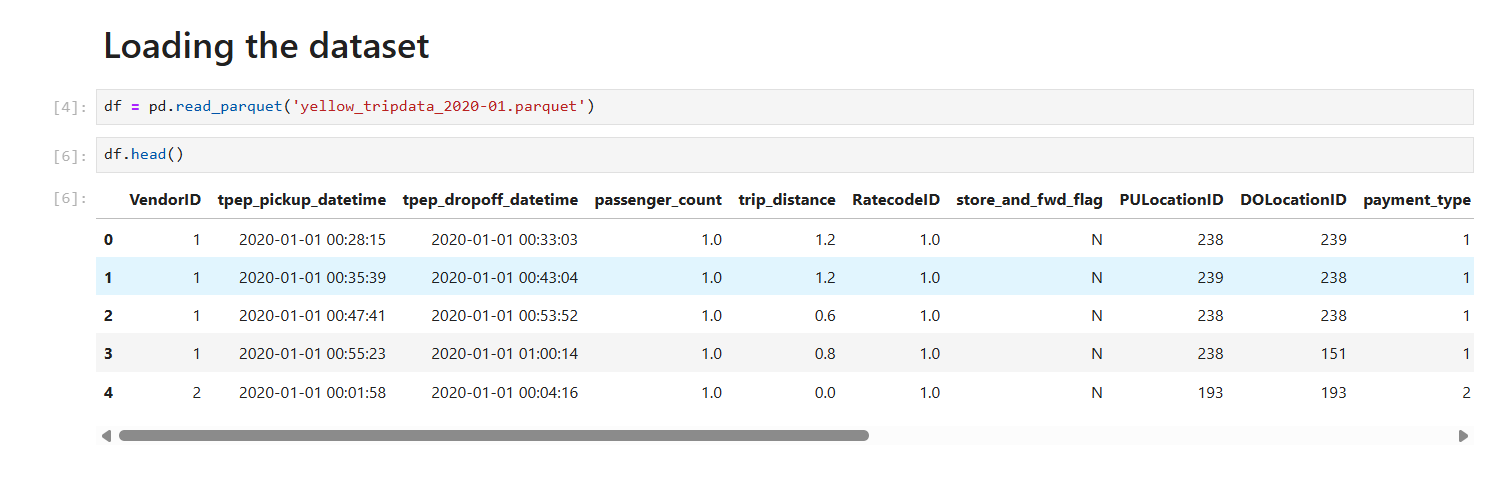 Loading the dataset
[4]: df = pd.read_parquet('yellow_tripdata_2020-01.parquet')
[6]: df.head()
[6]: VendorID tpep_pickup_datetime tpep_dropoff_datetime passenger_count trip_distance RatecodeID store_and_fwd_flag PULocationID DOLocationID payment_type
0 1 2020-01-01 00:28:15 2020-01-01 00:33:03 1.0 1.2 1.0 N 238 239 1
1 1 2020-01-01 00:35:39 2020-01-01 00:43:04 1.0 1.2 1.0 N 239 238 1
2 1 2020-01-01 00:47:41 2020-01-01 00:53:52 1.0 0.6 1.0 N 238 238 1
3 1 2020-01-01 00:55:23 2020-01-01 01:00:14 1.0 0.8 1.0 N 238 151 1
4 2 2020-01-01 00:01:58 2020-01-01 00:04:16 1.0 0.0 1.0 N 193 193 2